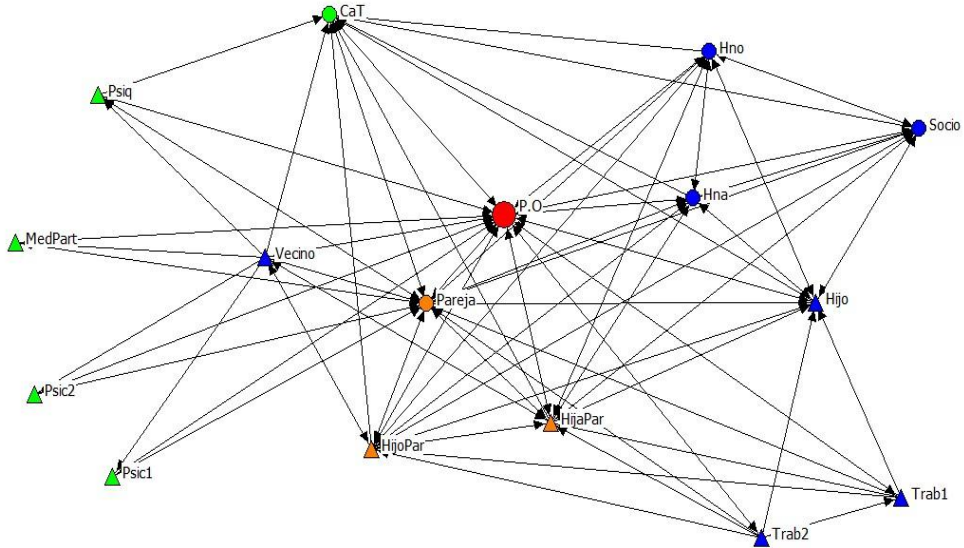 CaT
Hno
Psiq
Socio
Hna
P.O
MedPart
Vecino
Pareja
Hijo
Psic2
HijaPar
HijoPar
Psic1
Trab1
Trab2